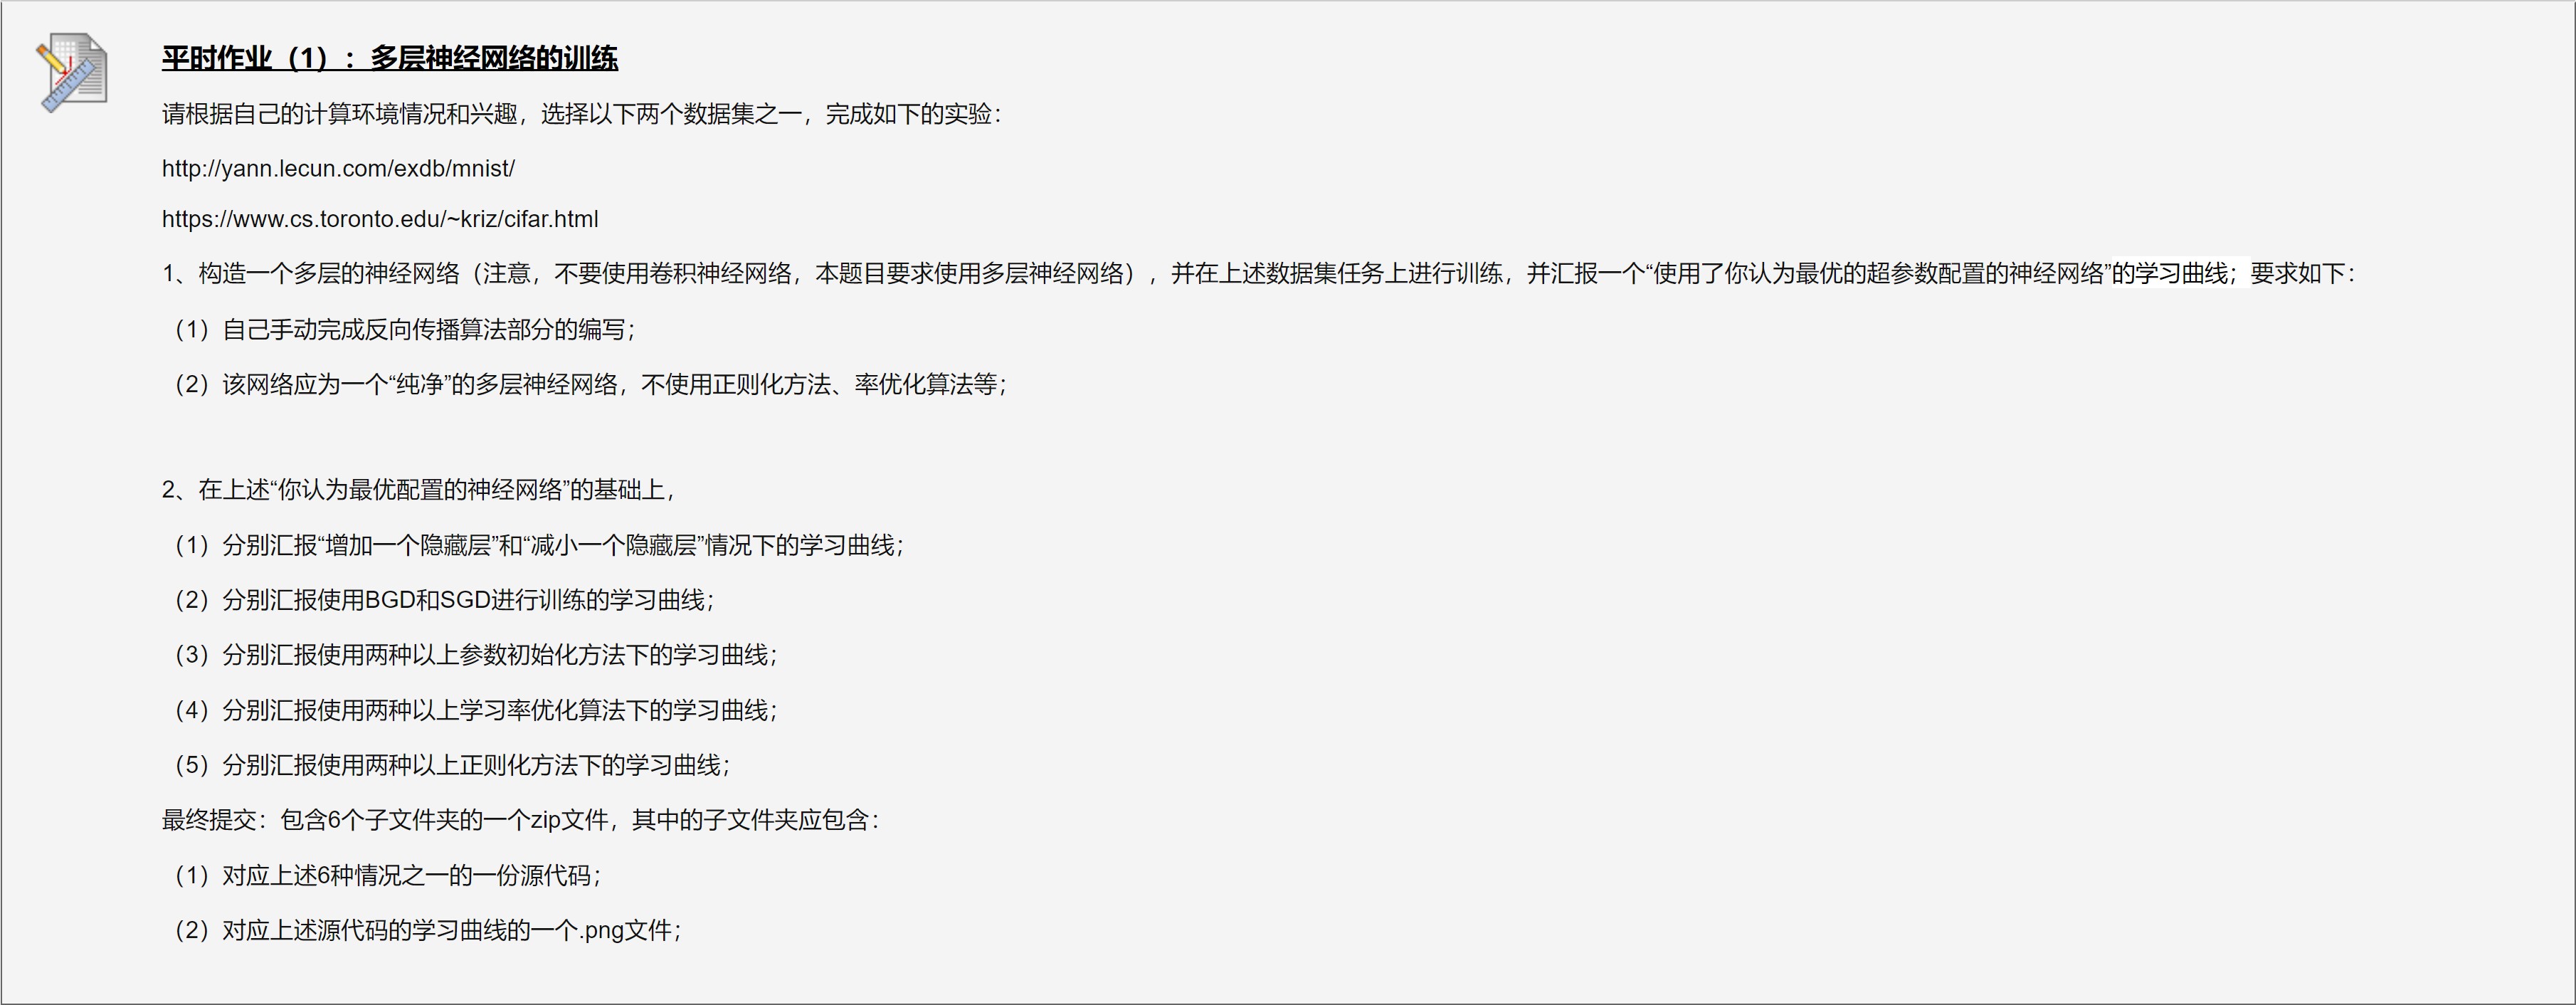 平时作业（1）：多层神经网络的训练
请根据自己的计算环境情况和兴趣，选择以下两个数据集之一，完成如下的实验：
http://yann.lecun.com/exdb/mnist/
https://www.cs.toronto.edu/~kriz/cifar.html
1、构造一个多层的神经网络（注意，不要使用卷积神经网络，本题目要求使用多层神经网络），并在上述数据集任务上进行训练，并汇报一个“使用了你认为最优的超参数配置的神经网络”的学习曲线；要求如下：
（1）自己手动完成反向传播算法部分的编写；
（2）该网络应为一个“纯净”的多层神经网络，不使用正则化方法、率优化算法等；
2、在上述“你认为最优配置的神经网络”的基础上，
（1）分别汇报“增加一个隐藏层”和“减小一个隐藏层”情况下的学习曲线；
（2）分别汇报使用BGD和SGD进行训练的学习曲线；
（3）分别汇报使用两种以上参数初始化方法下的学习曲线；
（4）分别汇报使用两种以上学习率优化算法下的学习曲线；
（5）分别汇报使用两种以上正则化方法下的学习曲线；
最终提交：包含6个子文件夹的一个zip文件，其中的子文件夹应包含：
（1）对应上述6种情况之一的一份源代码；
（2）对应上述源代码的学习曲线的一个.png文件；